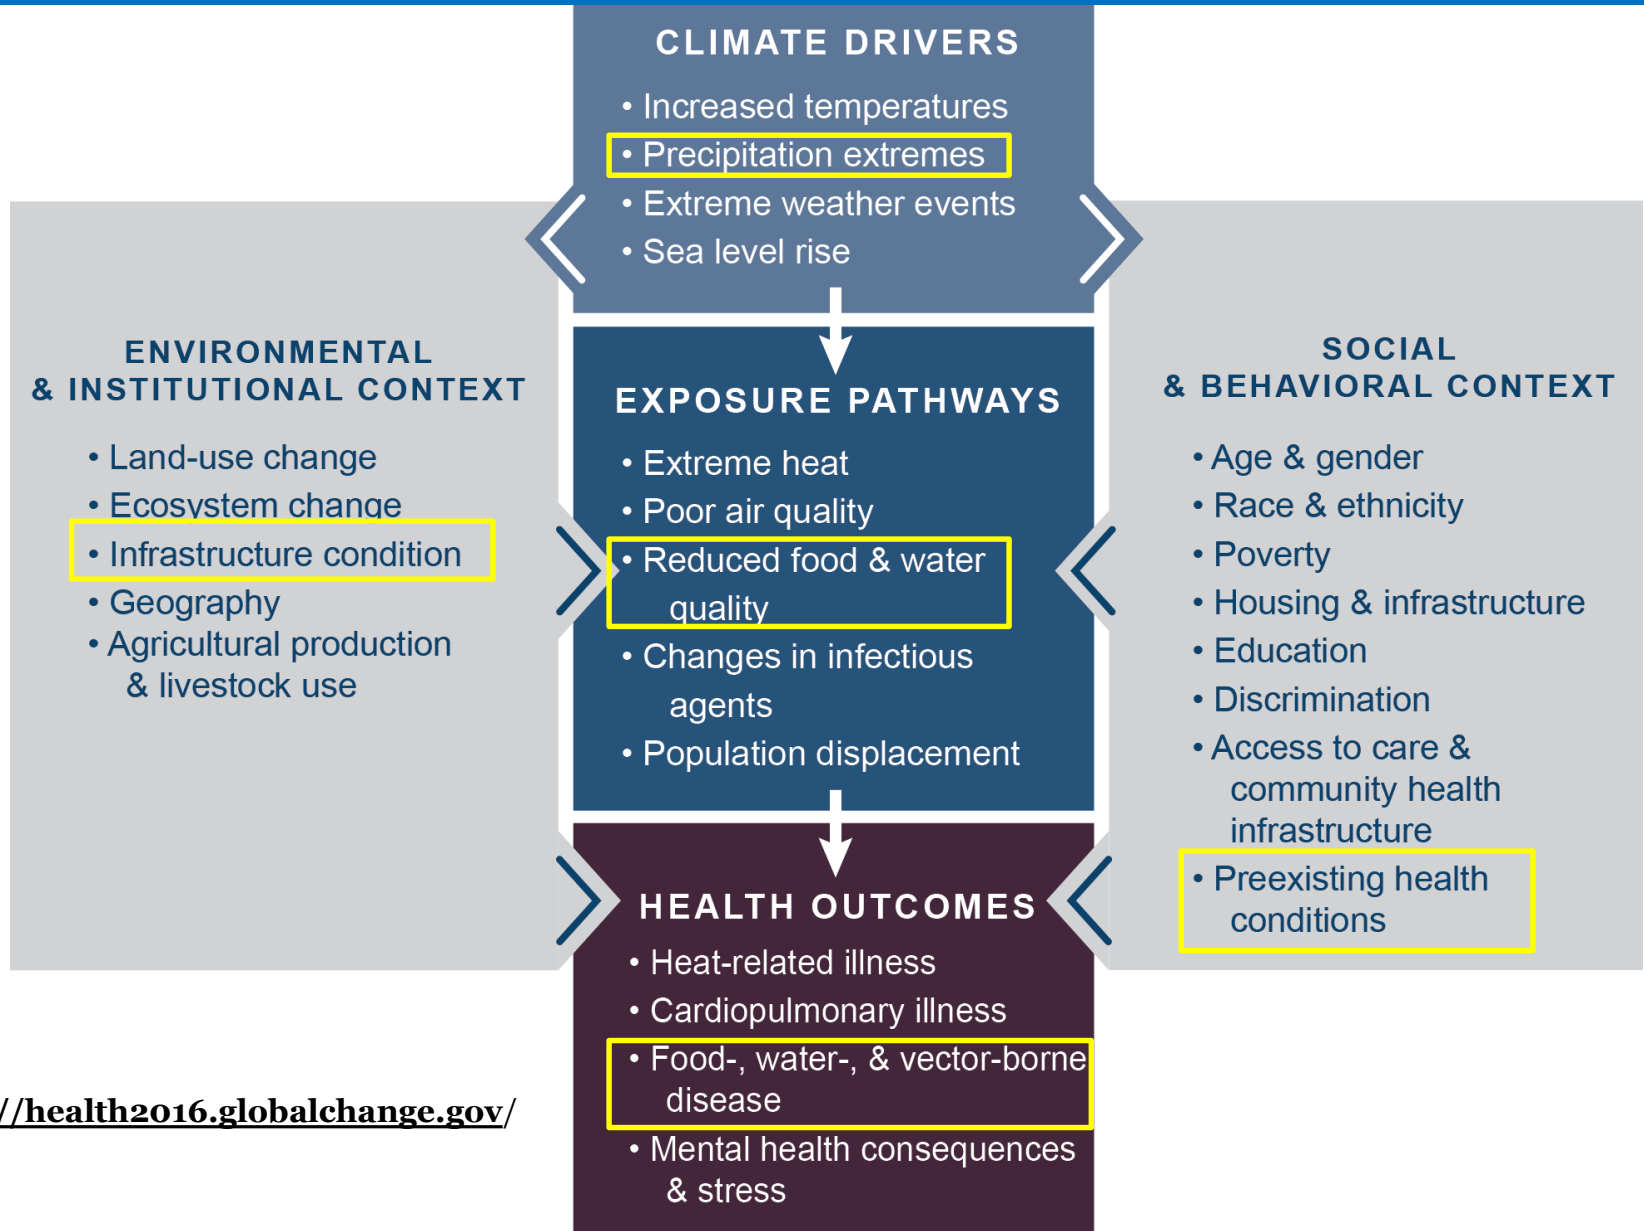 CLIMATE DRIVERS
• Increased temperatures
• Precipitation extremes
• Extreme weather events
• Sea level rise
ENVIRONMENTAL
& INSTITUTIONAL CONTEXT
• Land-use change
• Ecosystem change
• Infrastructure condition
• Geography
• Agricultural production
& livestock use
EXPOSURE PATHWAYS
• Extreme heat
• Poor air quality
• Reduced food & water
quality
• Changes in infectious
agents
• Population displacement
SOCIAL
& BEHAVIORAL CONTEXT
• Age & gender
• Race & ethnicity
• Poverty
• Housing & infrastructure
• Education
• Discrimination
• Access to care &
community health
infrastructure
• Preexisting health
conditions
HEALTH OUTCOMES
• Heat-related illness
• Cardiopulmonary illness
• Food-, water-, & vector-borne
disease
• Mental health consequences
& stress
//health2016.globalchange.gov/